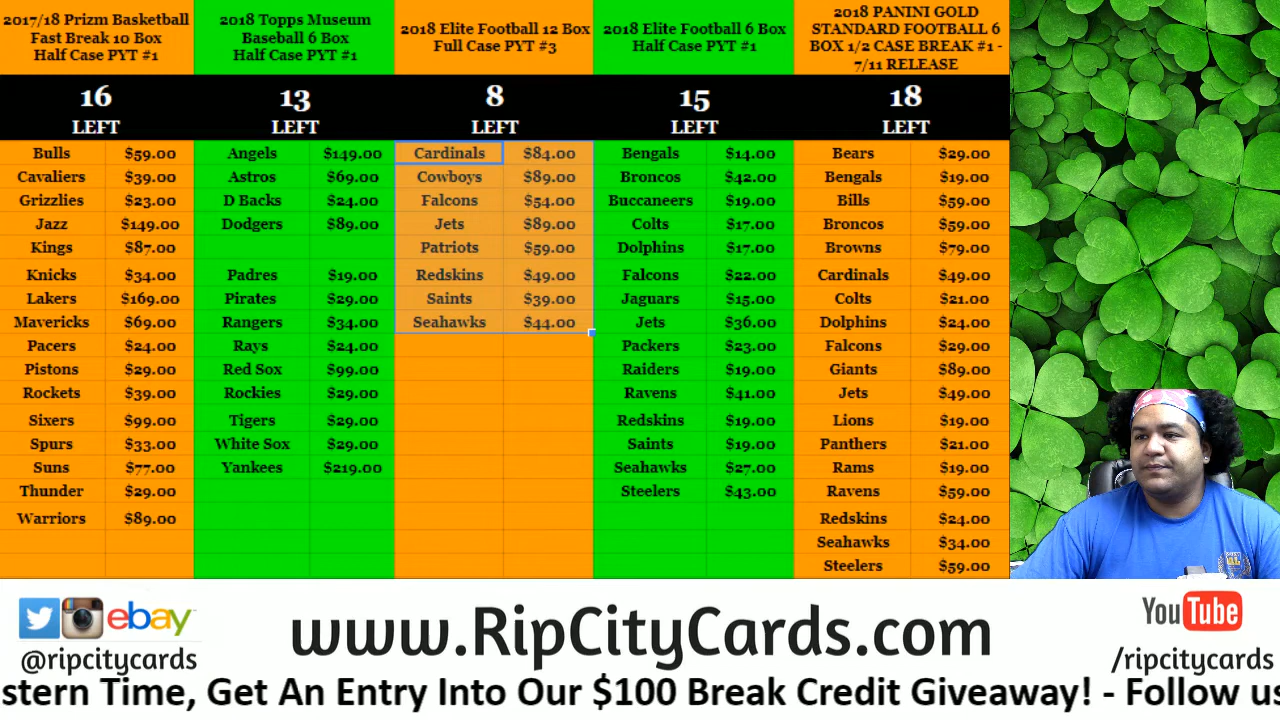 2017/18 Prizm Basketball
Fast Break 10 Box
Half Case PYT #1
16
LEFT
Bulls $59.00
Cavaliers $39.00
Grizzlies $23.00
Jazz $149.00
Kings $87.00
Knicks $34.00
Lakers $169.00
Mavericks $69.00
Pacers $24.00
Pistons $29.00
Rockets $39.00
Sixers $99.00
Spurs $33.00
Suns $77.00
Thunder $29.00
Warriors $89.00
2018 Topps Museum
Baseball 6 Box
Half Case PYT #1
13
LEFT
Angels $149.00
Astros $69.00
D Backs $24.00
Dodgers $89.00
Padres $19.00
Pirates $29.00
Rangers $34.00
Rays $24.00
Red Sox $99.00
Rockies $29.00
Tigers $29.00
White Sox $29.00
Yankees $219.00
2018 Elite Football 12 Box
Full Case PYT #3
8
LEFT
Cardinals $84.00
Cowboys $89.00
Falcons $54.00
Jets $89.00
Patriots $59.00
Redskins $49.00
Saints $39.00
Seahawks $44.00
2018 Elite Football 6 Box
Half Case PYT #1
15
LEFT
Bengals $14.00
Broncos $42.00
Buccaneers $19.00
Colts $17.00
Dolphins $17.00
Falcons $22.00
Jaguars $15.00
Jets $36.00
Packers $23.00
Raiders $19.00
Ravens $41.00
Redskins $19.00
Saints $19.00
Seahawks $27.00
Steelers $43.00
2018 PANINI GOLD
STANDARD FOOTBALL 6
BOX 1/2 CASE BREAK #1 -
7/11 RELEASE
18
LEFT
Bears $29.00
Bengals $19.00
Bills $59.00
Broncos $59.00
Browns $79.00
Cardinals $49.00
Colts $21.00
Dolphins $24.00
Falcons $29.00
Giants $89.00
Jets $49.00
Lions $19.00
Panthers $21.00
Rams $19.00
Ravens $59.00
Redskins $24.00
Seahawks $34.00
Steelers $59.00
ebay
@ripcitycards
www.RipCityCards.com
YouTube
/ripcitycards
stern Time, Get An Entry Into Our $100 Break Credit Giveaway! - Follow us